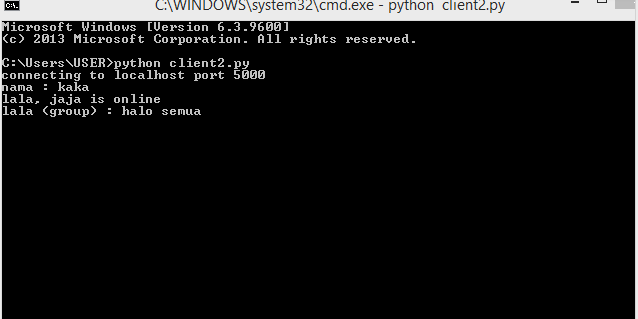 C:\WINDOWS\system32\cmd.exe - python client2.py
Microsoft Windows [Version 6.3.9600]
(c) 2013 Microsoft Corporation. All rights reserved.
C:\Users\USER>python client2.py
connecting to localhost port 5000
nama : kaka
lala, jaja is online
lala (group) : halo semua